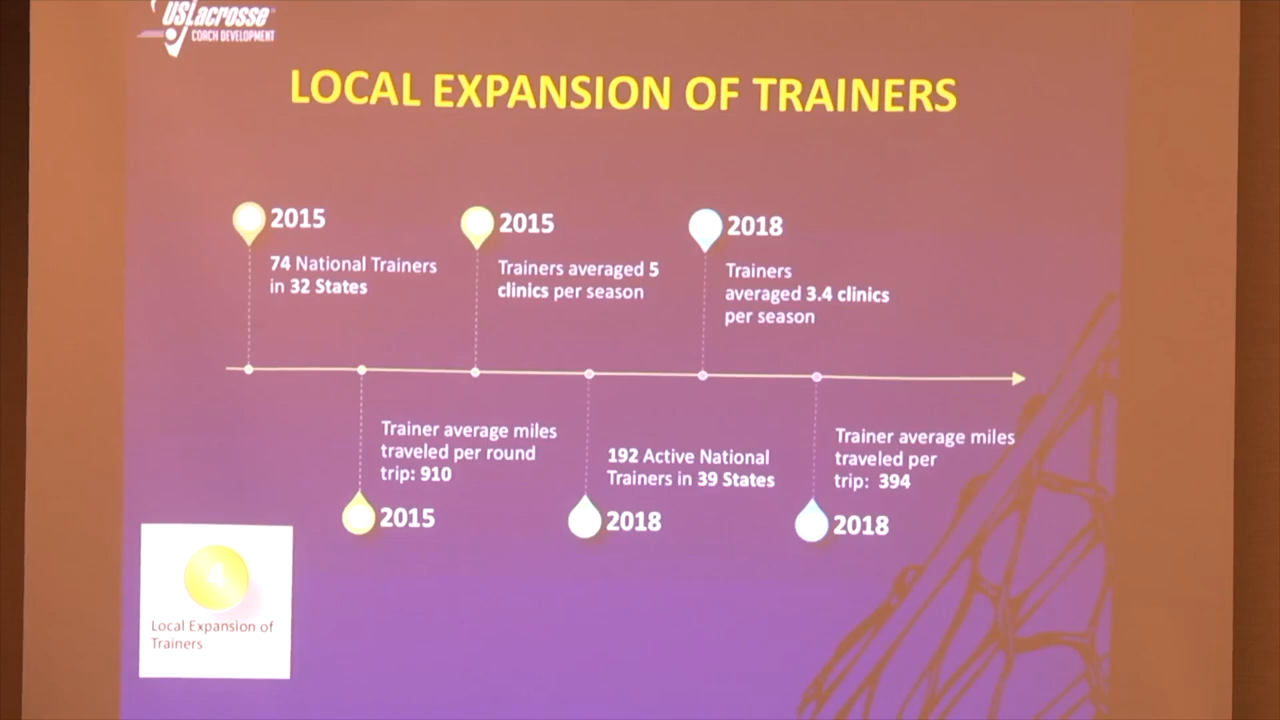 USLacrosse
COACH DEVELOPMENT
LOCAL EXPANSION OF TRAINERS
2015
74 National Trainers
in 32 States
2015
Trainers averaged 5
clinics per season
2018
Trainers
averaged 3.4 clinics
per season
Trainer average miles
traveled per round
trip: 910
2015
192 Active National
Trainers in 39 States
2018
Trainer average miles
traveled per
trip: 394
2018
4
Local Expansion of
Trainers